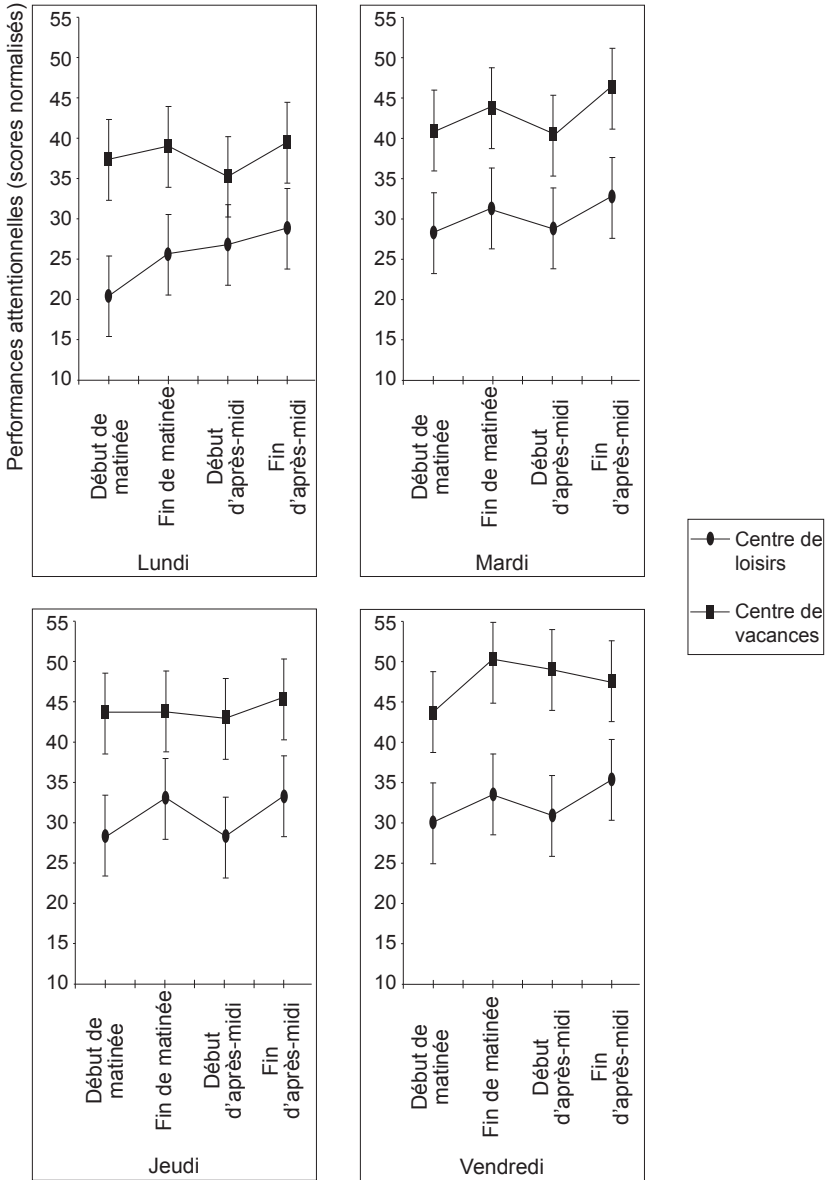 Performances attentionnelles (scores normalisés)
55
50
45
40
35
30
25
20
15
10
Début de
matinée
Fin de matinée
Début
d'après-midi
Fin
d'après-midi
Lundi
55
50
45
40
35
30
25
20
15
10
Début de
matinée
Fin de matinée
Début
d'après-midi
Fin
d'après-midi
Mardi
Centre de
loisirs
Centre de
vacances
55
50
45
40
35
30
25
20
15
10
Début de
matinée
Fin de matinée
Début
d'après-midi
Fin
d'après-midi
Jeudi
55
50
45
40
35
30
25
20
15
10
Début de
matinée
Fin de matinée
Début
d'après-midi
Fin
d'après-midi
Vendredi